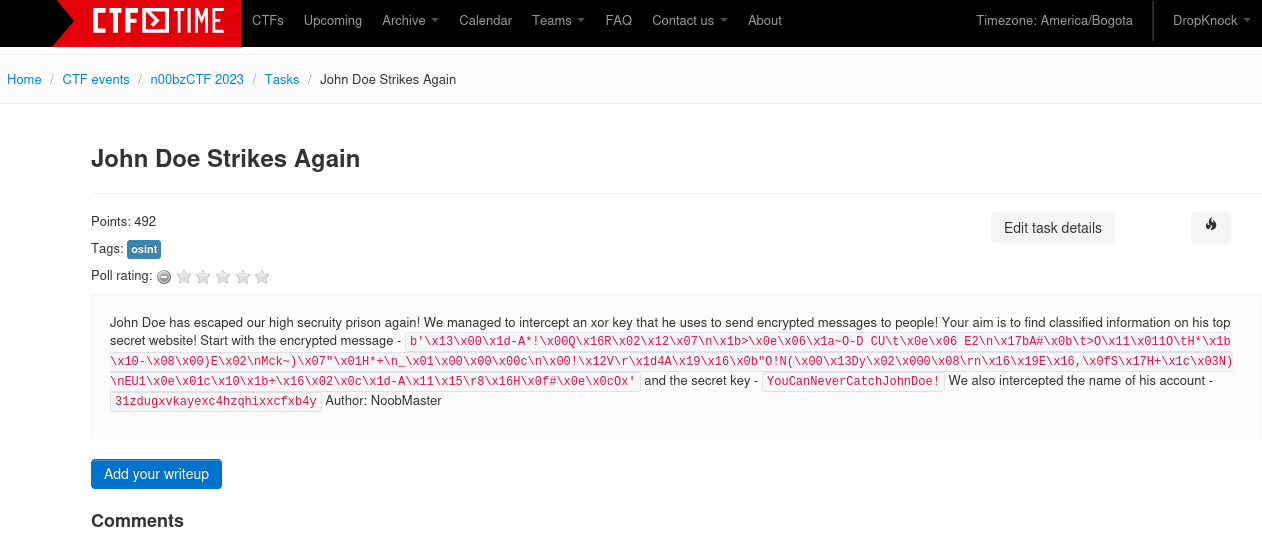 CTF TIME CTFs Upcoming Archive Calendar Teams FAQ Contact us About Timezone: America/Bogota DropKnock
Home / CTF events / n00bzCTF 2023 / Tasks / John Doe Strikes Again
John Doe Strikes Again
Points: 492
Edit task details
Tags: osint
Poll rating:
John Doe has escaped our high secruity prison again! We managed to intercept an xor key that he uses to send encrypted messages to people! Your aim is to find classified information on his top
secret website! Start with the encrypted message - b'\x13\x00\x1d-A*!\x00Q\x16R\x02\x12\x07\n\x1b>\x0e\x06\x1a~O-D CU\t\x0e\x06 E2\n\x17bA#\x0b\t>O\x11\x011O\tH*\x1b
\x10-\x08\x00)E\x02\nMck~)\x07"\x01H*+\n_\x01\x00\x00\x00c\n\x00!\x12V\r\x1d4A\x19\x16\x0b"O!N(\x00\x13Dy\x02\x000\x08\rn\x16\x19E\x16,\x0fS\x17H+\x1c\x03N)
\nEU1\x0e\x01c\x10\x1b+\x16\x02\x0c\x1d-A\x11\x15\r8\x16H\x0f#\x0e\x0cOx' and the secret key - YouCanNeverCatchJohnDoe! We also intercepted the name of his account -
31zdugxvkayexc4hzqhixxcfxb4y Author: NoobMaster
Add your writeup
Comments